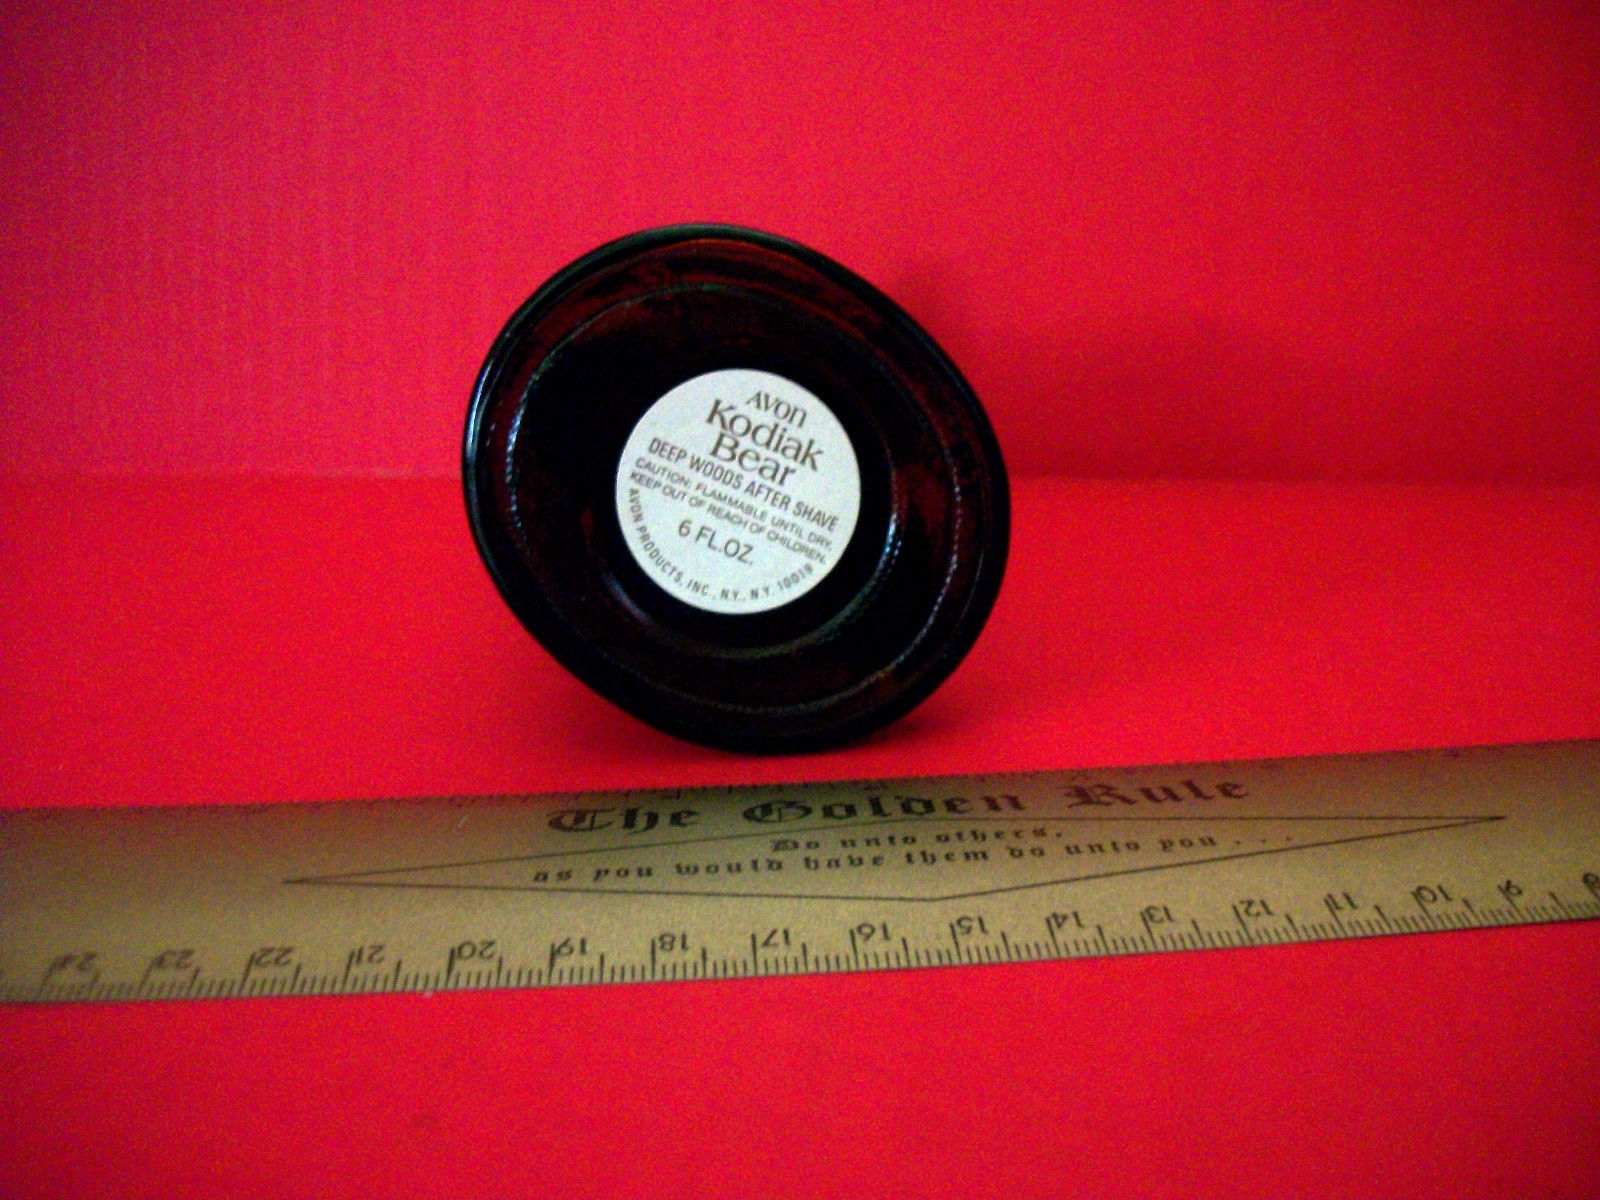 AVON
Kodiak
Bear
DEEP WOODS AFTER SHAVE
CAUTION: FLAMMABLE UNTIL DRY.
KEEP OUT OF REACH OF CHILDREN.
6 FL.OZ.
AVON PRODUCTS, INC., N.Y., N.Y. 10019
The Golden Rule
Do unto others,
as you would have them do unto you . . .
24 23 22 21 20 19 18 17 16 15 14 13 12 11 10 9 8